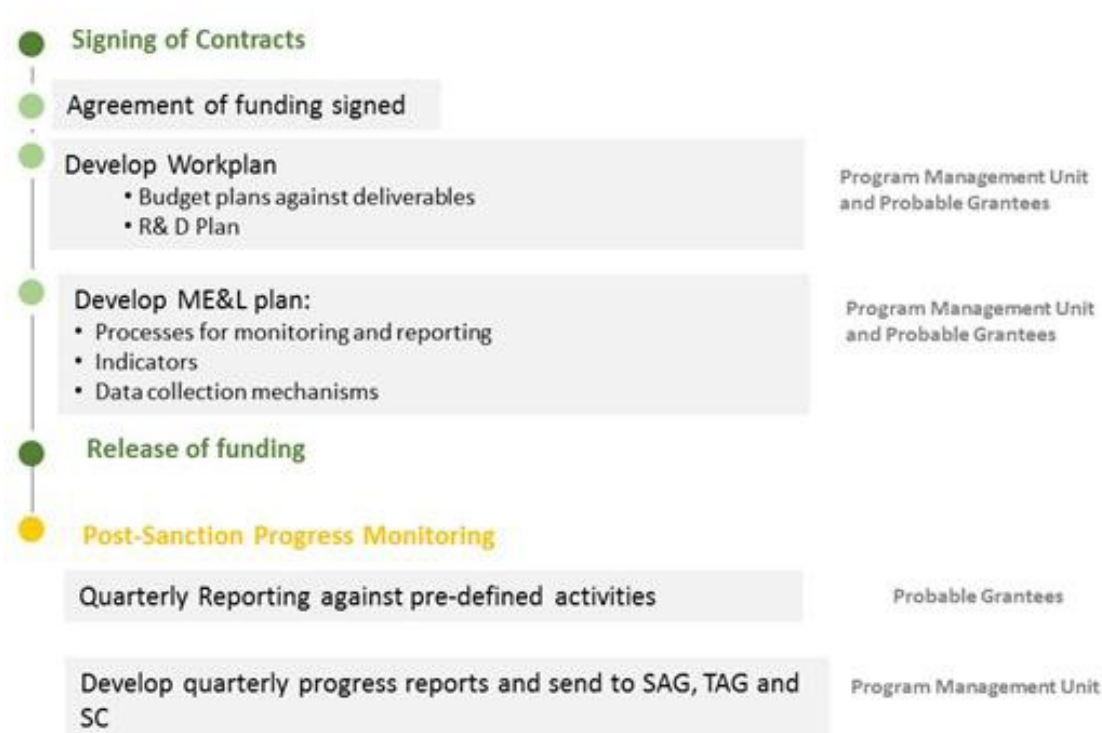 Signing of Contracts
Agreement of funding signed
Develop Workplan
• Budget plans against deliverables
• R& D Plan
Program Management Unit
and Probable Grantees
Develop ME&L plan:
• Processes for monitoring and reporting
• Indicators
• Data collection mechanisms
Program Management Unit
and Probable Grantees
Release of funding
Post-Sanction Progress Monitoring
Quarterly Reporting against pre-defined activities
Probable Grantees
Develop quarterly progress reports and send to SAG, TAG and
SC
Program Management Unit